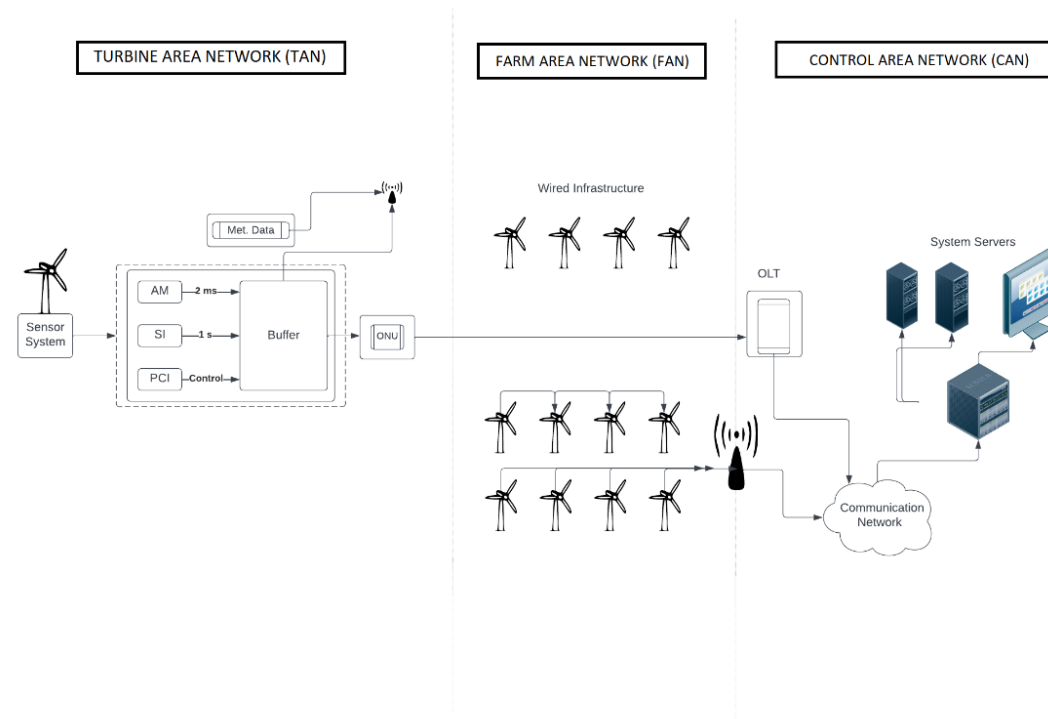 TURBINE AREA NETWORK (TAN)
FARM AREA NETWORK (FAN)
CONTROL AREA NETWORK (CAN)
Wired Infrastructure
Met. Data
System Servers
OLT
AM
2 ms
Sensor
System
SI
1 s
Buffer
ONU
PCI
Control
Communication
Network